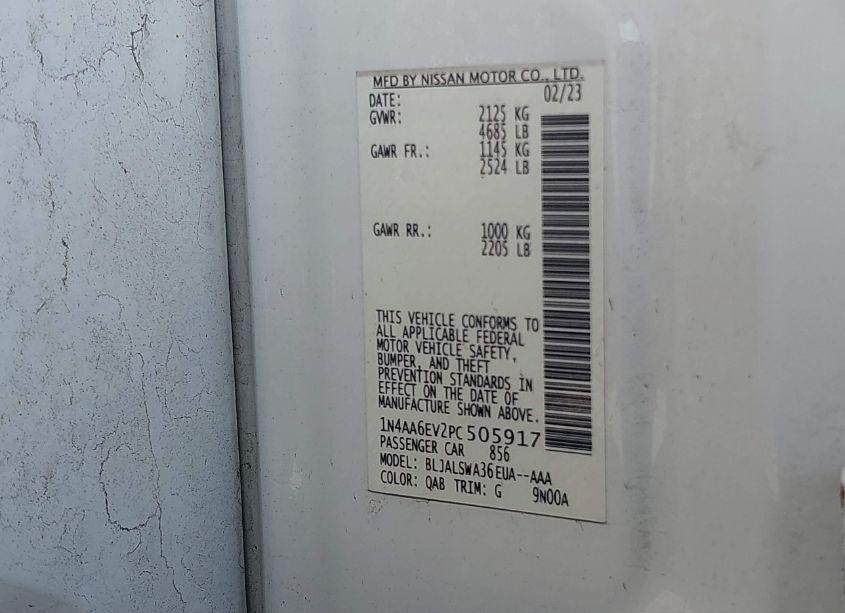 MFD BY NISSAN MOTOR CO., LTD.
DATE: 02/23
GVWR: 2125 KG
4685 LB
GAWR FR.: 1145 KG
2524 LB
GAWR RR.: 1000 KG
2205 LB
THIS VEHICLE CONFORMS TO
ALL APPLICABLE FEDERAL
MOTOR VEHICLE SAFETY,
BUMPER, AND THEFT
PREVENTION STANDARDS IN
EFFECT ON THE DATE OF
MANUFACTURE SHOWN ABOVE.
1N4AA6EV2PC505917
PASSENGER CAR 856
MODEL: BLJALSWA36EUA--AAA
COLOR: QAB TRIM: G 9N00A